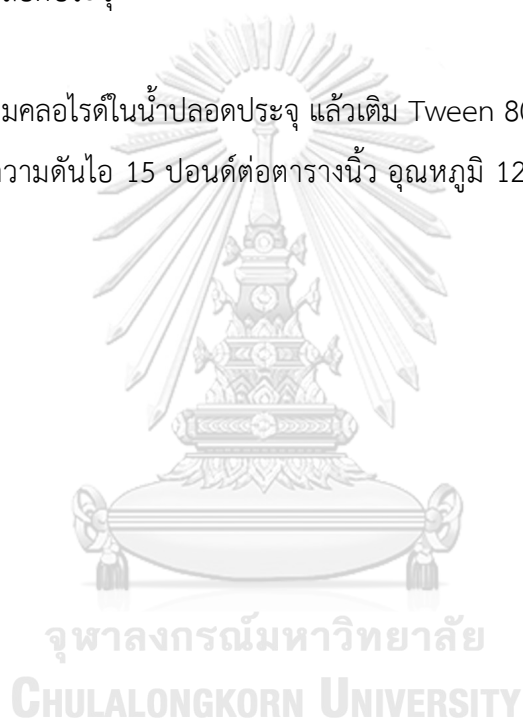 มคลอไรด์ในน้ำปลอดประจุ แล้วเติม Tween 80
วามดันไอ 15 ปอนด์ต่อตารางนิ้ว อุณหภูมิ 12
จุฬาลงกรณ์มหาวิทยาลัย
CHULALONGKORN UNIVERSITY